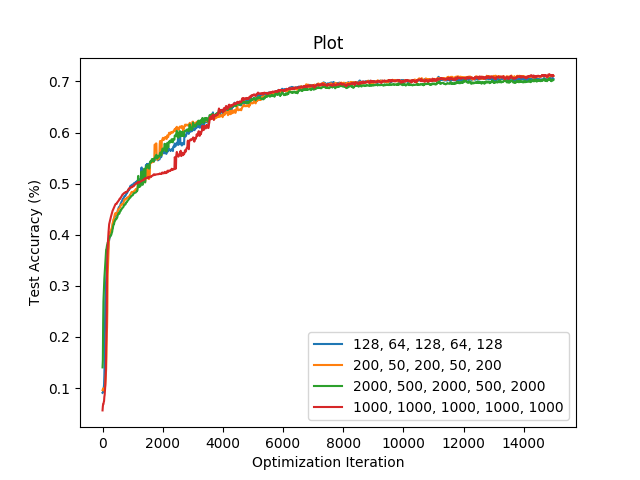 Plot
Test Accuracy (%)
0.7
0.6
0.5
0.4
0.3
0.2
0.1
128, 64, 128, 64, 128
200, 50, 200, 50, 200
2000, 500, 2000, 500, 2000
1000, 1000, 1000, 1000, 1000
0 2000 4000 6000 8000 10000 12000 14000
Optimization Iteration